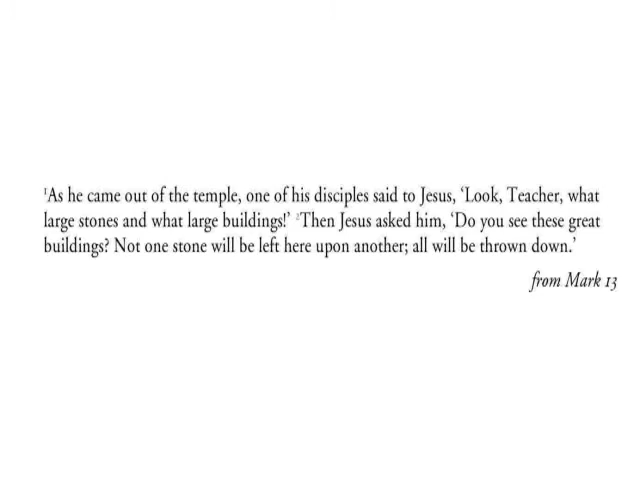 ¹As he came out of the temple, one of his disciples said to Jesus, ‘Look, Teacher, what
large stones and what large buildings!’ ²Then Jesus asked him, ‘Do you see these great
buildings? Not one stone will be left here upon another; all will be thrown down.’
from Mark 13